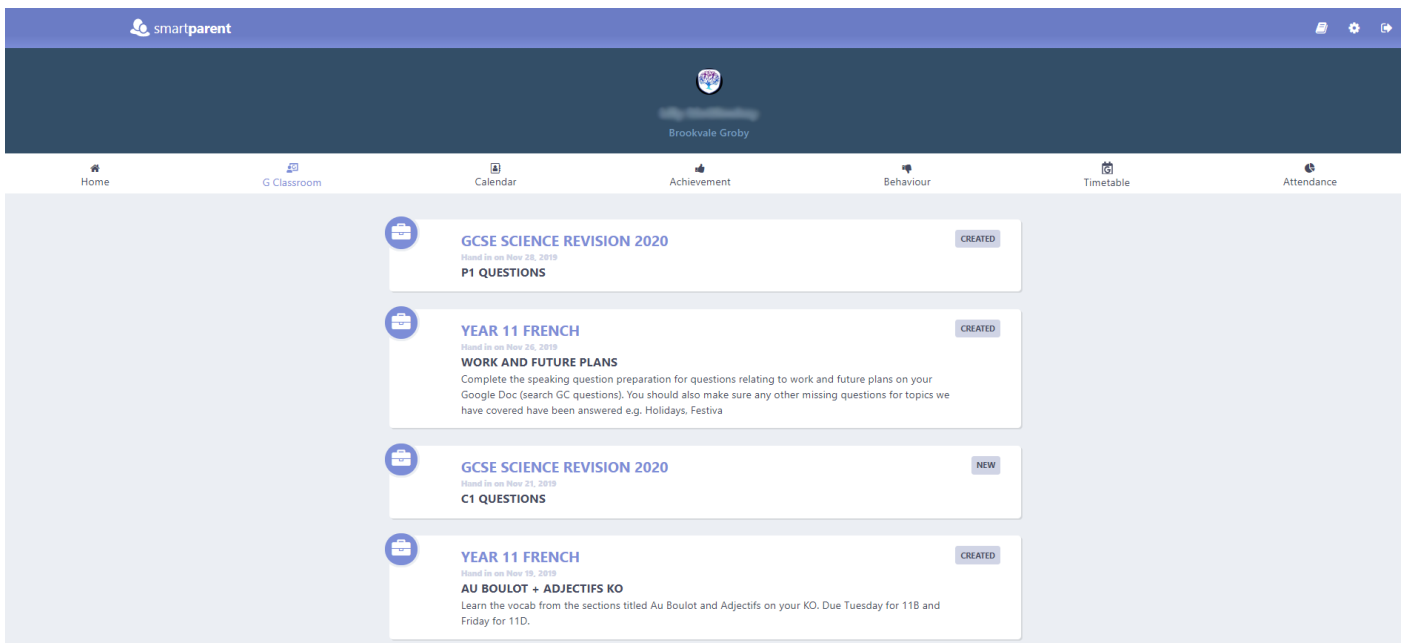 smartparent
Brookvale Groby
Home
G Classroom
Calendar
Achievement
Behaviour
Timetable
Attendance
GCSE SCIENCE REVISION 2020
CREATED
Hand in on Nov 28, 2019
P1 QUESTIONS
YEAR 11 FRENCH
CREATED
Hand in on Nov 26, 2019
WORK AND FUTURE PLANS
Complete the speaking question preparation for questions relating to work and future plans on your
Google Doc (search GC questions). You should also make sure any other missing questions for topics we
have covered have been answered e.g. Holidays, Festiva
GCSE SCIENCE REVISION 2020
NEW
Hand in on Nov 21, 2019
C1 QUESTIONS
YEAR 11 FRENCH
CREATED
Hand in on Nov 19, 2019
AU BOULOT + ADJECTIFS KO
Learn the vocab from the sections titled Au Boulot and Adjectifs on your KO. Due Tuesday for 11B and
Friday for 11D.